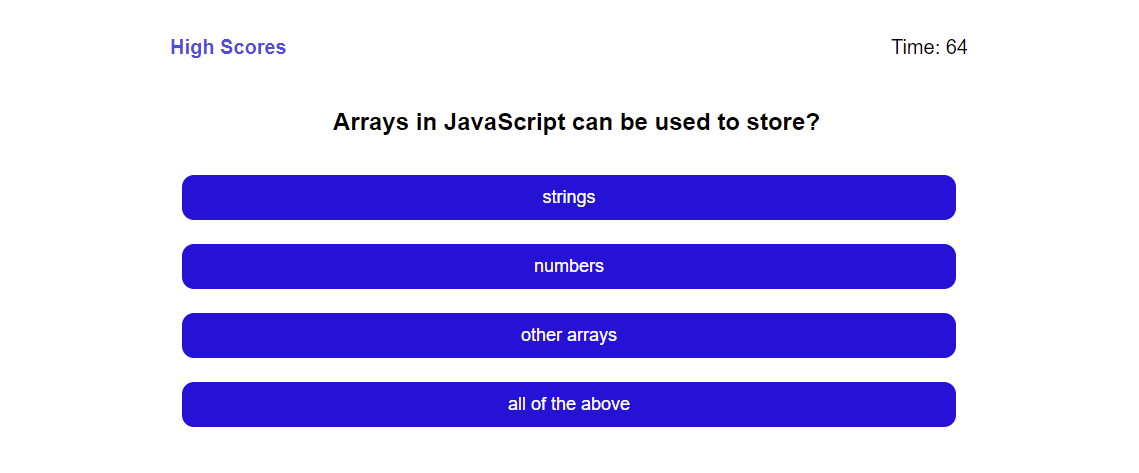 High Scores
Time: 64
Arrays in JavaScript can be used to store?
strings
numbers
other arrays
all of the above